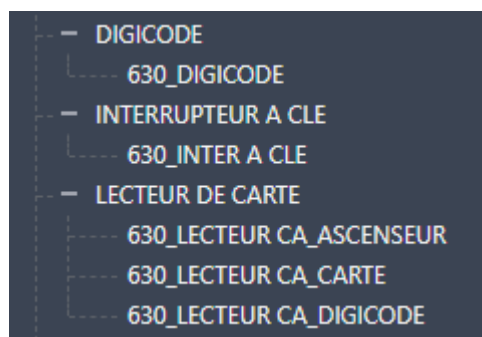 DIGICODE
630_DIGICODE
INTERRUPTEUR A CLE
630_INTER A CLE
LECTEUR DE CARTE
630_LECTEUR CA_ASCENSEUR
630_LECTEUR CA_CARTE
630_LECTEUR CA_DIGICODE